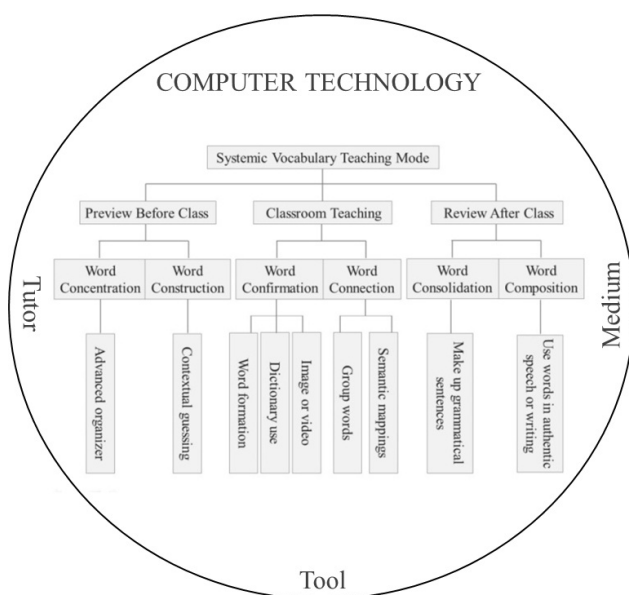 COMPUTER TECHNOLOGY
Systemic Vocabulary Teaching Mode
Preview Before Class
Classroom Teaching
Review After Class
Word
Concentration
Word
Construction
Word
Confirmation
Word
Connection
Word
Consolidation
Word
Composition
Advanced organizer
Contextual guessing
Word formation
Dictionary use
Image or video
Group words
Semantic mappings
Make up grammatical
sentences
Use words in authentic
speech or writing
Tutor
Medium
Tool